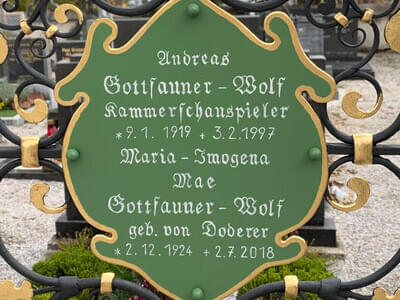 Andreas
Gottfauner-Wolf
Kammerschauspieler
*9.1.1919 + 3.2.1997
Maria-Imogena
Mae
Gottfauner-Wolf
geb. von Doderer
*2.12.1924 + 2.7.2018